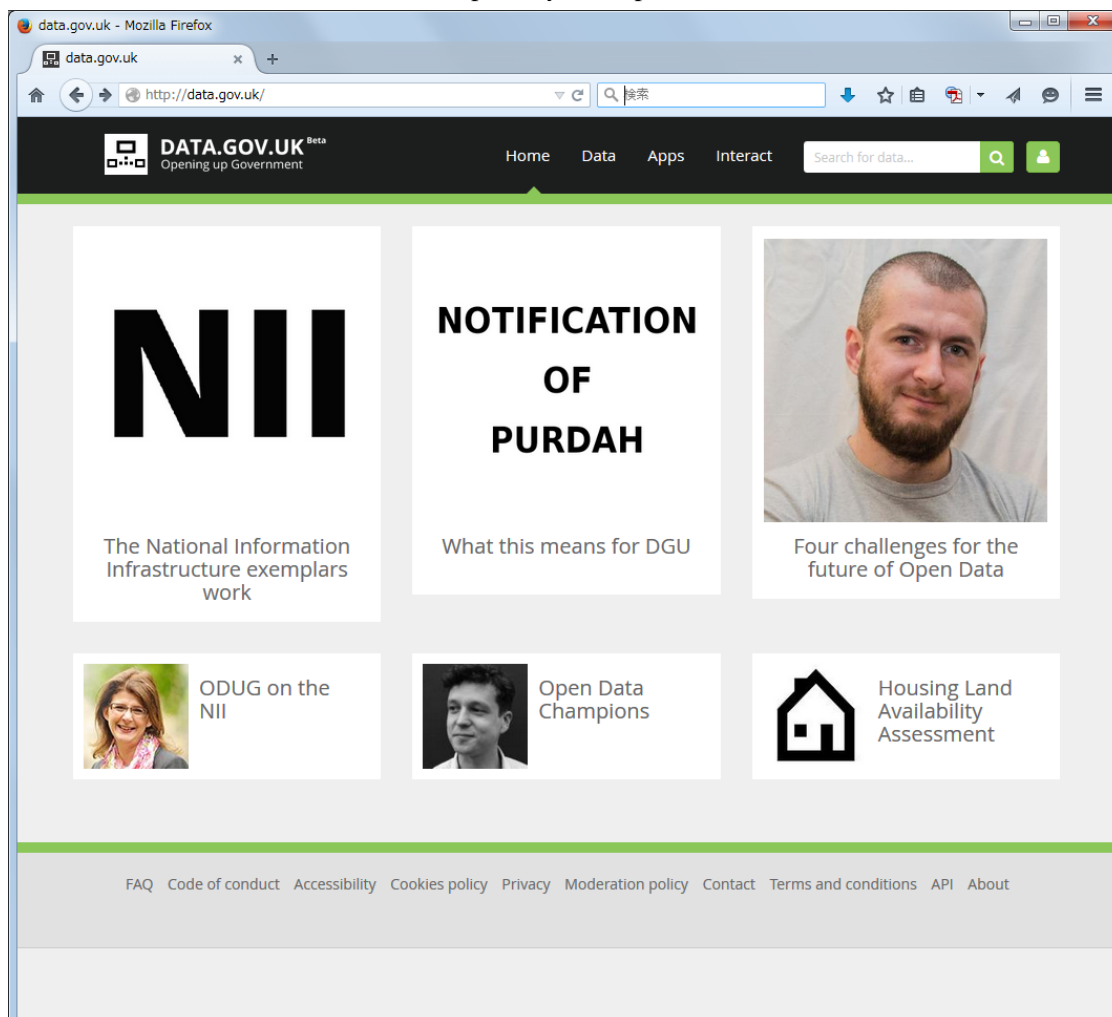 data.gov.uk - Mozilla Firefox
data.gov.uk
http://data.gov.uk/
検索
DATA.GOV.UK Beta
Opening up Government
Home Data Apps Interact
Search for data...
NII
NOTIFICATION
OF
PURDAH
The National Information
Infrastructure exemplars
work
What this means for DGU
Four challenges for the
future of Open Data
ODUG on the
NII
Open Data
Champions
Housing Land
Availability
Assessment
FAQ Code of conduct Accessibility Cookies policy Privacy Moderation policy Contact Terms and conditions API About